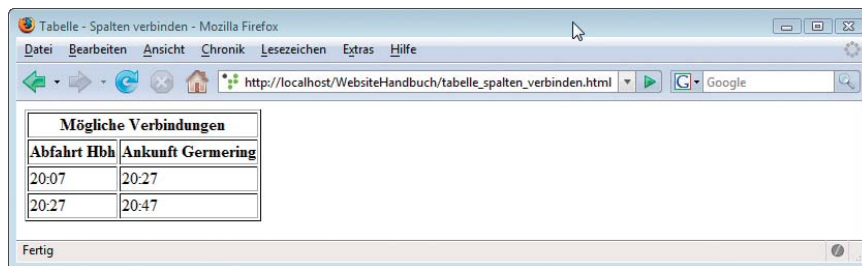 Tabelle - Spalten verbinden - Mozilla Firefox
Datei Bearbeiten Ansicht Chronik Lesezeichen Extras Hilfe
http://localhost/WebsiteHandbuch/tabelle_spalten_verbinden.html G Google
Mögliche Verbindungen
Abfahrt Hbh Ankunft Germering
20:07 20:27
20:27 20:47
Fertig